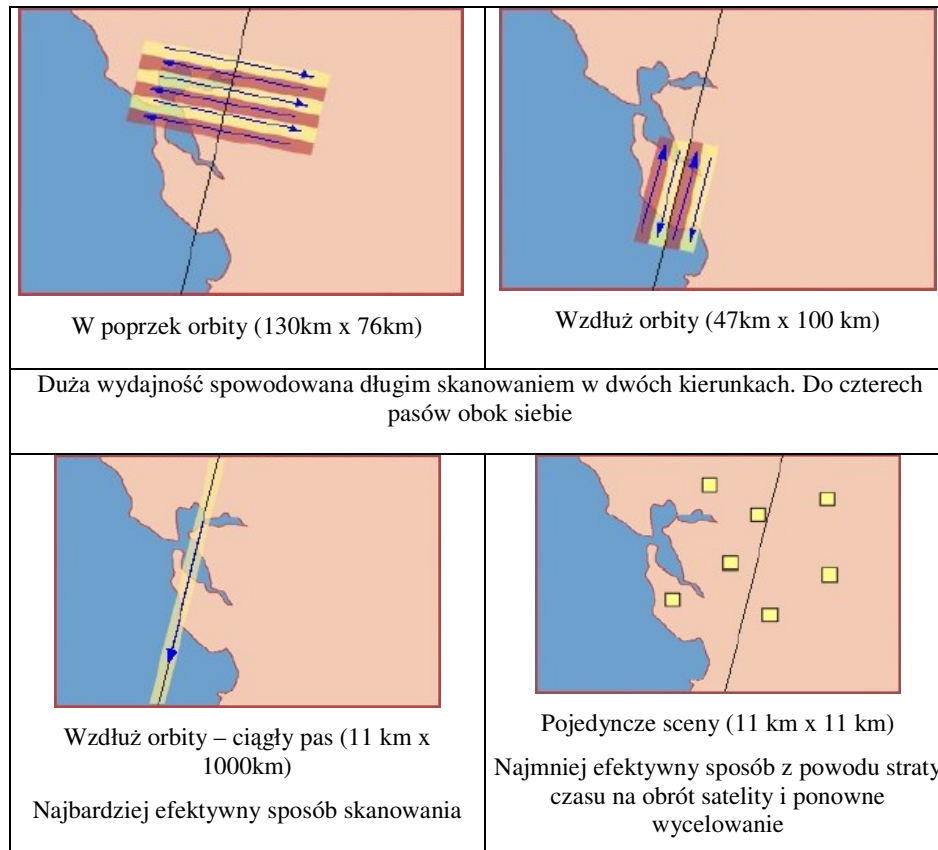 W poprzek orbity (130km x 76km)
Wzdłuż orbity (47km x 100 km)
Duża wydajność spowodowana długim skanowaniem w dwóch kierunkach. Do czterech
pasów obok siebie
Wzdłuż orbity – ciągły pas (11 km x
1000km)
Najbardziej efektywny sposób skanowania
Pojedyncze sceny (11 km x 11 km)
Najmniej efektywny sposób z powodu straty
czasu na obrót satelity i ponowne
wycelowanie